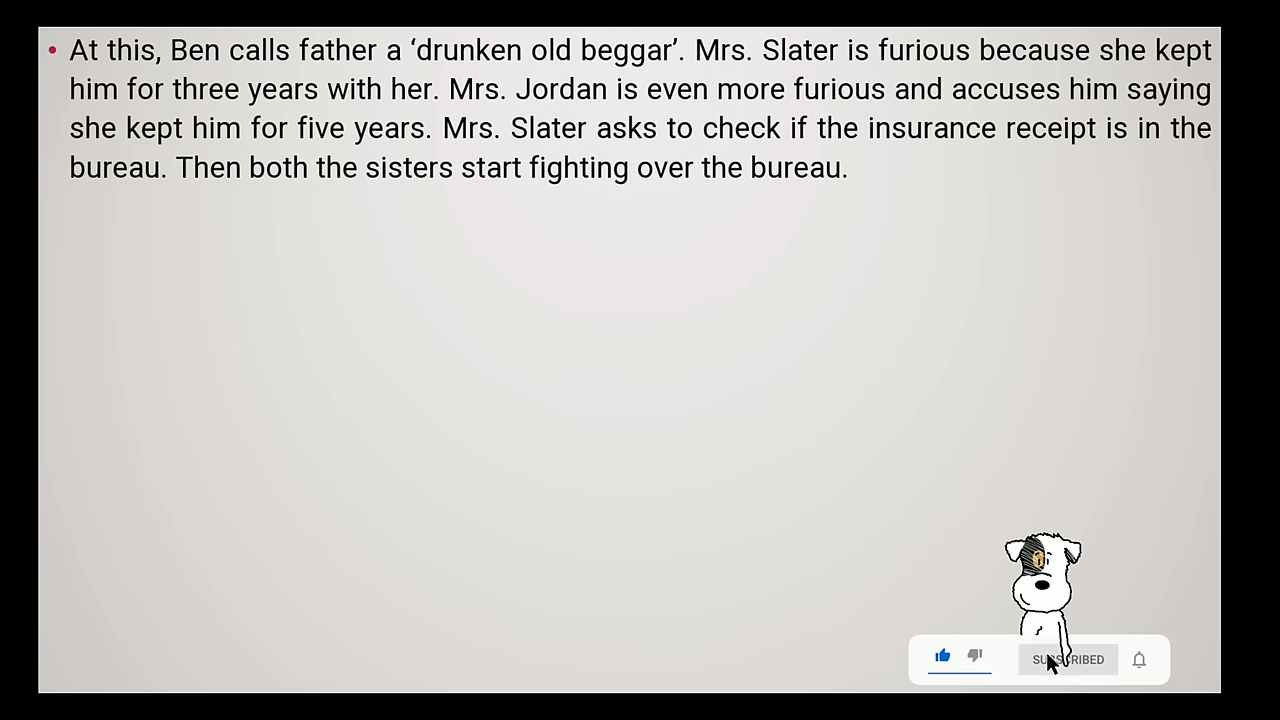 • At this, Ben calls father a ‘drunken old beggar’. Mrs. Slater is furious because she kept
him for three years with her. Mrs. Jordan is even more furious and accuses him saying
she kept him for five years. Mrs. Slater asks to check if the insurance receipt is in the
bureau. Then both the sisters start fighting over the bureau.
SUBSCRIBED